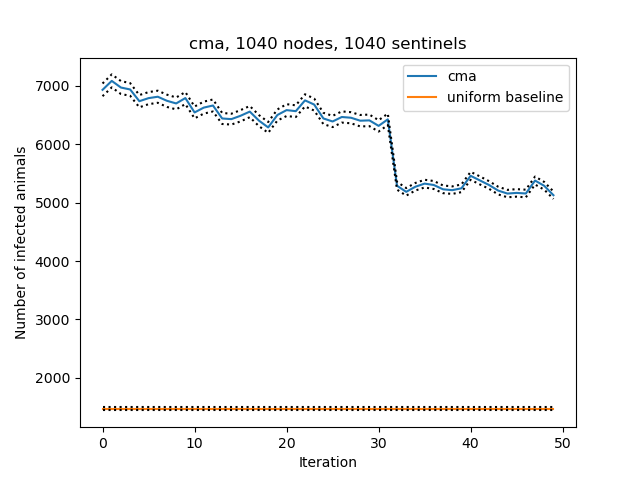 cma, 1040 nodes, 1040 sentinels
cma
uniform baseline
Number of infected animals
7000
6000
5000
4000
3000
2000
0
10
20
30
40
50
Iteration